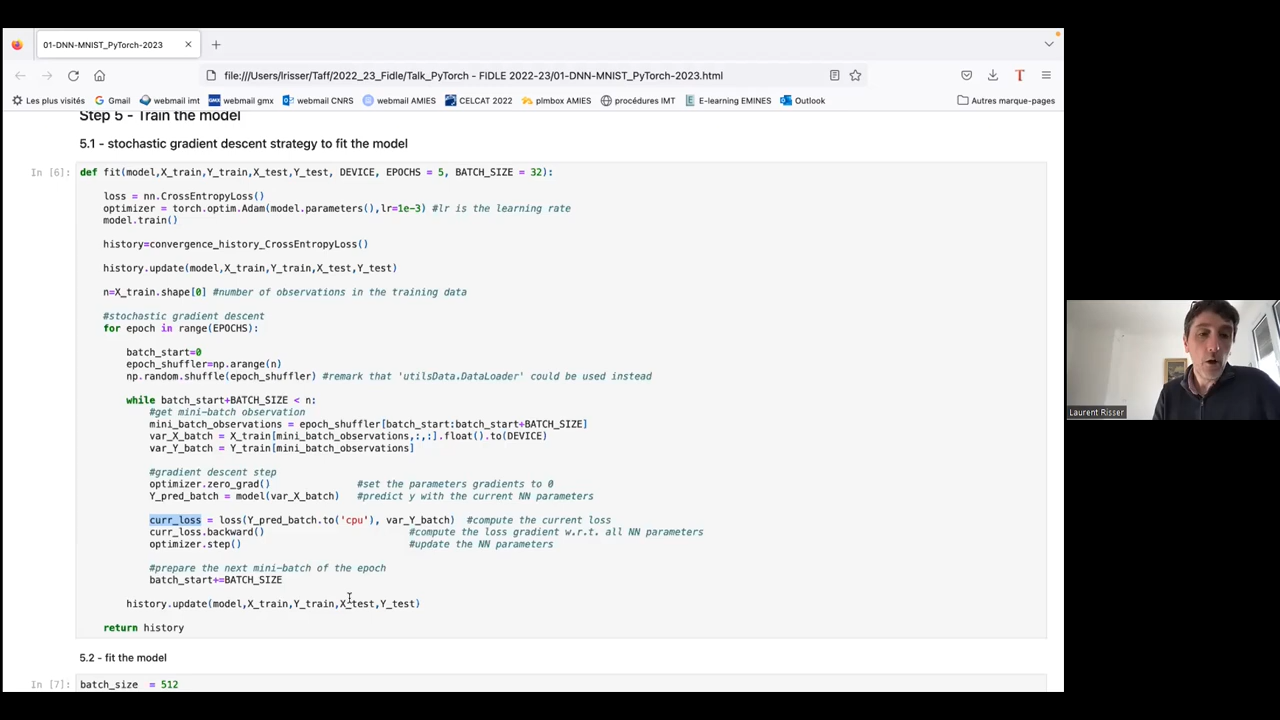 01-DNN-MNIST_PyTorch-2023
file:///Users/lrisser/Taff/2022_23_Fidle/Talk_PyTorch - FIDLE 2022-23/01-DNN-MNIST_PyTorch-2023.html
Les plus visités Gmail webmail imt webmail gmx webmail CNRS webmail AMIES CELCAT 2022 plmbox AMIES procédures IMT E-learning EMINES Outlook Autres marque-pages
Step 5 - Train the model
5.1 - stochastic gradient descent strategy to fit the model
In [6]: def fit(model,X_train,Y_train,X_test,Y_test, DEVICE, EPOCHS = 5, BATCH_SIZE = 32):
loss = nn.CrossEntropyLoss()
optimizer = torch.optim.Adam(model.parameters(),lr=1e-3) #lr is the learning rate
model.train()
history=convergence_history_CrossEntropyLoss()
history.update(model,X_train,Y_train,X_test,Y_test)
n=X_train.shape[0] #number of observations in the training data
#stochastic gradient descent
for epoch in range(EPOCHS):
batch_start=0
epoch_shuffler=np.arange(n)
np.random.shuffle(epoch_shuffler) #remark that 'utilsData.DataLoader' could be used instead
while batch_start+BATCH_SIZE < n:
#get mini-batch observation
mini_batch_observations = epoch_shuffler[batch_start:batch_start+BATCH_SIZE]
var_X_batch = X_train[mini_batch_observations,:,:].float().to(DEVICE)
var_Y_batch = Y_train[mini_batch_observations]
#gradient descent step
optimizer.zero_grad() #set the parameters gradients to 0
Y_pred_batch = model(var_X_batch) #predict y with the current NN parameters
curr_loss = loss(Y_pred_batch.to('cpu'), var_Y_batch) #compute the current loss
curr_loss.backward() #compute the loss gradient w.r.t. all NN parameters
optimizer.step() #update the NN parameters
#prepare the next mini-batch of the epoch
batch_start+=BATCH_SIZE
history.update(model,X_train,Y_train,X_test,Y_test)
return history
5.2 - fit the model
In [7]: batch_size = 512
Laurent Risser